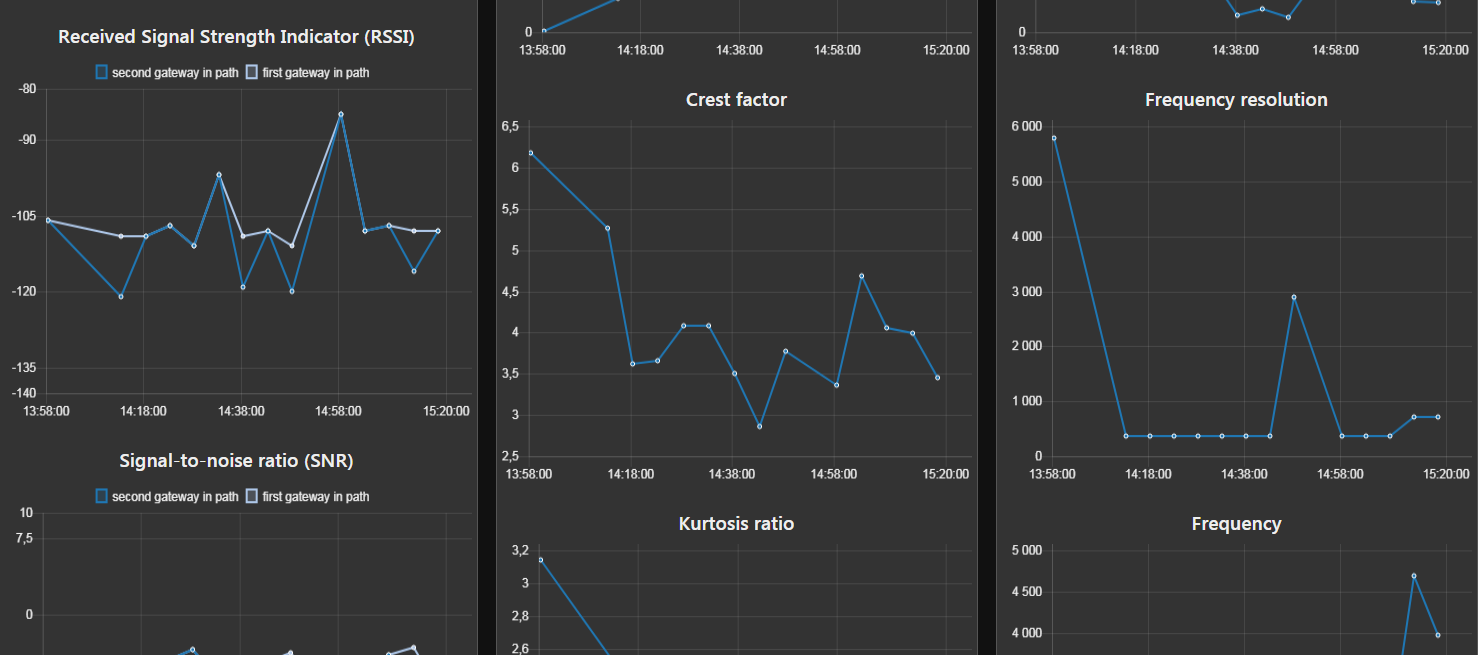 Received Signal Strength Indicator (RSSI)
second gateway in path first gateway in path
-80
-90
-105
-120
-135
-140
13:58:00 14:18:00 14:38:00 14:58:00 15:20:00
Signal-to-noise ratio (SNR)
second gateway in path first gateway in path
10
7,5
0
0
13:58:00 14:18:00 14:38:00 14:58:00 15:20:00
Crest factor
6,5
6
5,5
5
4,5
4
3,5
3
2,5
13:58:00 14:18:00 14:38:00 14:58:00 15:20:00
Kurtosis ratio
3,2
3
2,8
2,6
0
13:58:00 14:18:00 14:38:00 14:58:00 15:20:00
Frequency resolution
6 000
5 000
4 000
3 000
2 000
1 000
0
13:58:00 14:18:00 14:38:00 14:58:00 15:20:00
Frequency
5 000
4 500
4 000